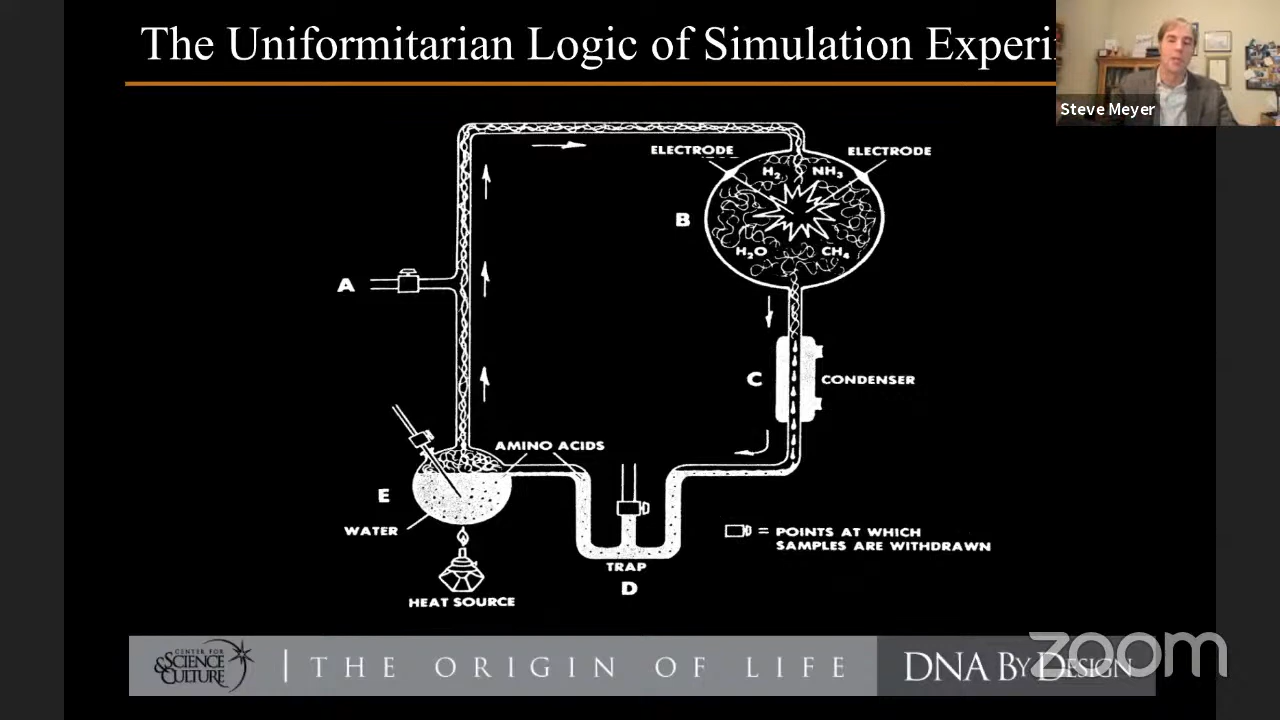 The Uniformitarian Logic of Simulation Experi
Steve Meyer
ELECTRODE
ELECTRODE
H₂
NH₃
B
H₂O
CH₄
A
C
CONDENSER
AMINO ACIDS
E
WATER
= POINTS AT WHICH
SAMPLES ARE WITHDRAWN
TRAP
D
HEAT SOURCE
CENTER FOR
SCIENCE
&CULTURE
| THE ORIGIN OF LIFE
DNA BY DESIGN
zoom